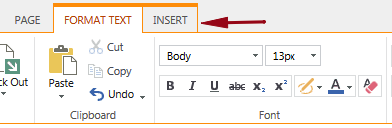 PAGE FORMAT TEXT INSERT
Cut
Body 13px
Copy
ck Out Paste
Undo
B I U abc x₂ x² A
Clipboard Font